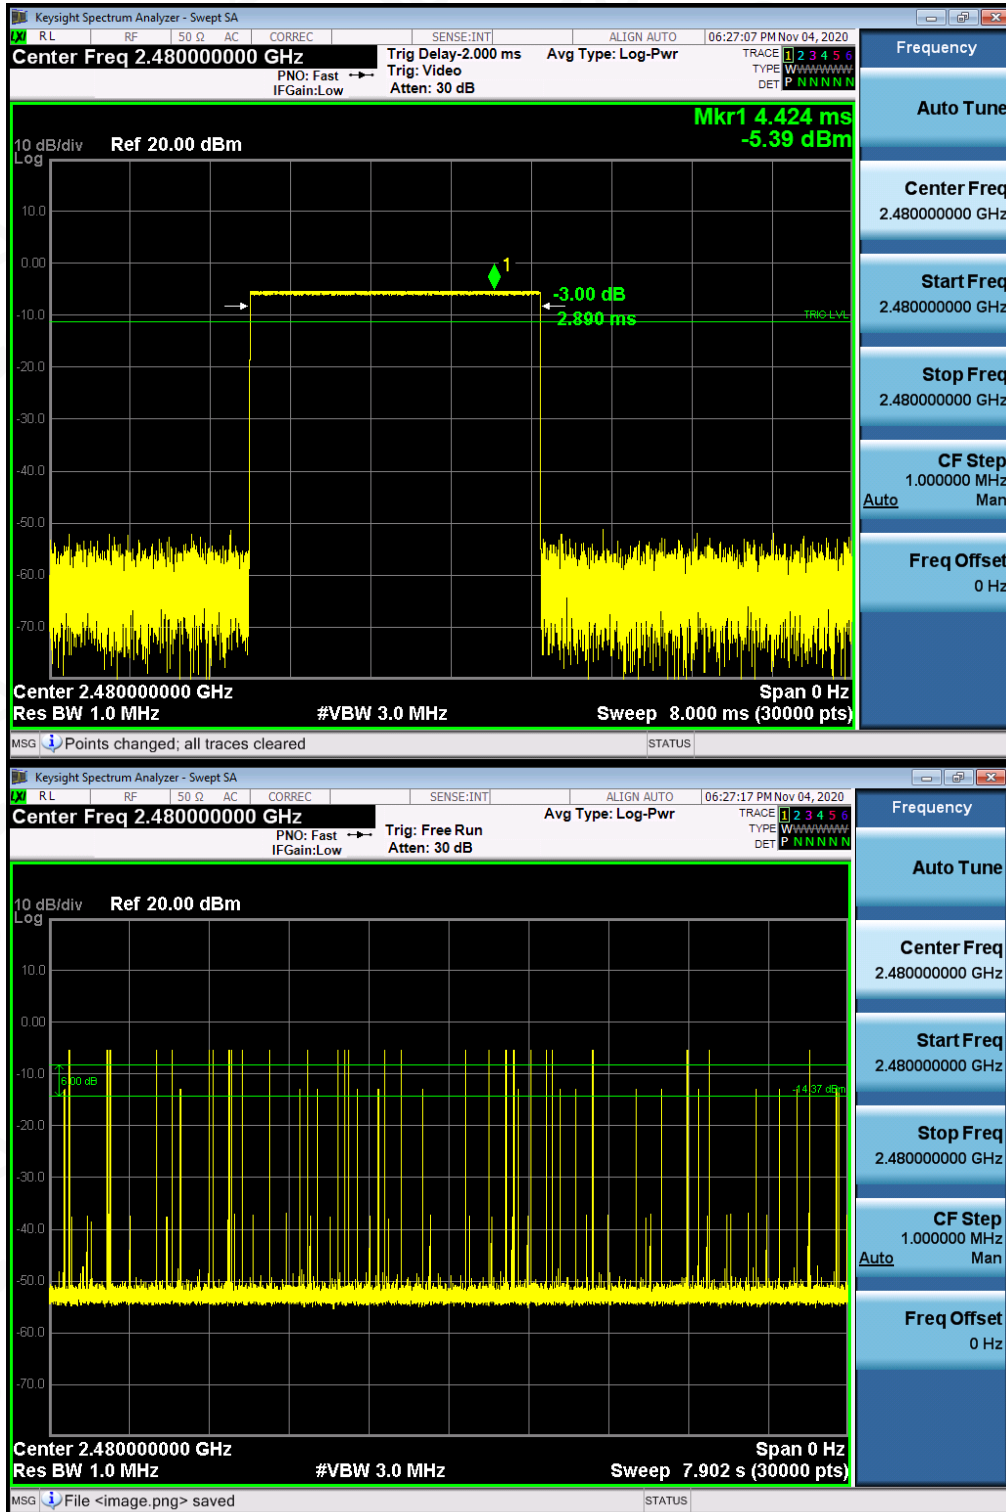 Keysight Spectrum Analyzer - Swept SA
LXI RL RF 50 Ω AC CORREC SENSE:INT ALIGN AUTO 06:27:07 PM Nov 04, 2020
Center Freq 2.480000000 GHz
PNO: Fast
IFGain:Low
Trig Delay-2.000 ms
Trig: Video
Atten: 30 dB
Avg Type: Log-Pwr
TRACE 1 2 3 4 5 6
TYPE WWWWWW
DET P N N N N N
Mkr1 4.424 ms
-5.39 dBm
10 dB/div Ref 20.00 dBm
Log
10.0
0.00
-10.0
-20.0
-30.0
-40.0
-50.0
-60.0
-70.0
1
-3.00 dB
2.890 ms
TRIG LVL
Center 2.480000000 GHz Span 0 Hz
Res BW 1.0 MHz #VBW 3.0 MHz Sweep 8.000 ms (30000 pts)
MSG Points changed; all traces cleared STATUS
Frequency
Auto Tune
Center Freq
2.480000000 GHz
Start Freq
2.480000000 GHz
Stop Freq
2.480000000 GHz
CF Step
1.000000 MHz
Auto Man
Freq Offset
0 Hz
Keysight Spectrum Analyzer - Swept SA
LXI RL RF 50 Ω AC CORREC SENSE:INT ALIGN AUTO 06:27:17 PM Nov 04, 2020
Center Freq 2.480000000 GHz
PNO: Fast
IFGain:Low
Trig: Free Run
Atten: 30 dB
Avg Type: Log-Pwr
TRACE 1 2 3 4 5 6
TYPE WWWWWW
DET P N N N N N
10 dB/div Ref 20.00 dBm
Log
10.0
0.00
-10.0
-20.0
-30.0
-40.0
-50.0
-60.0
-70.0
6.00 dB
-14.37 dBm
Center 2.480000000 GHz Span 0 Hz
Res BW 1.0 MHz #VBW 3.0 MHz Sweep 7.902 s (30000 pts)
MSG File <image.png> saved STATUS
Frequency
Auto Tune
Center Freq
2.480000000 GHz
Start Freq
2.480000000 GHz
Stop Freq
2.480000000 GHz
CF Step
1.000000 MHz
Auto Man
Freq Offset
0 Hz